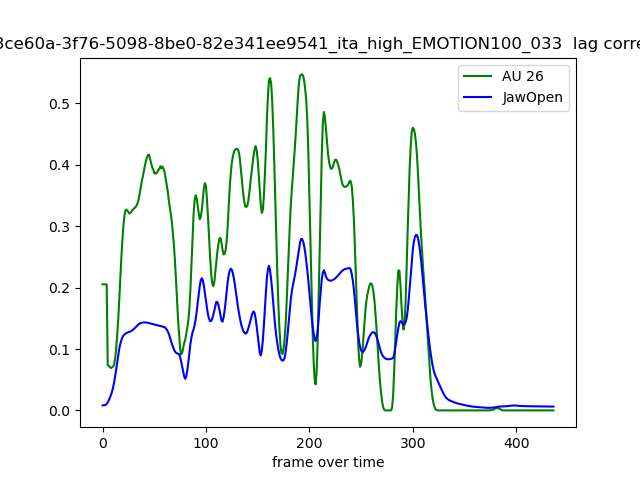 3ce60a-3f76-5098-8be0-82e341ee9541_ita_high_EMOTION100_033 lag corre
AU 26
JawOpen
0.5
0.4
0.3
0.2
0.1
0.0
0 100 200 300 400
frame over time